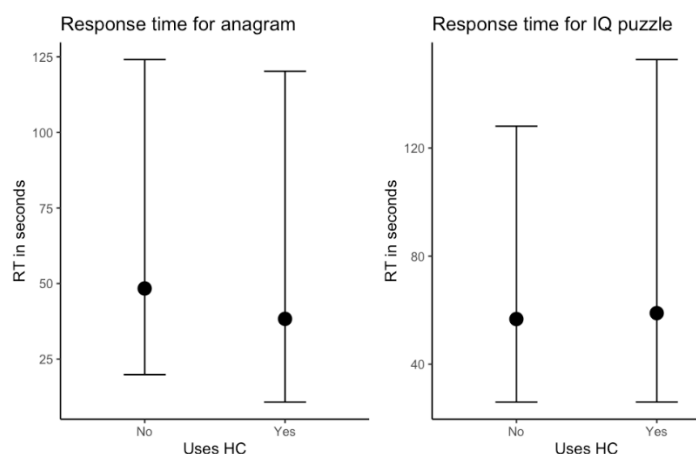 Response time for anagram
125
100
75
50
25
RT in seconds
No
Yes
Uses HC
Response time for IQ puzzle
120
80
40
RT in seconds
No
Yes
Uses HC